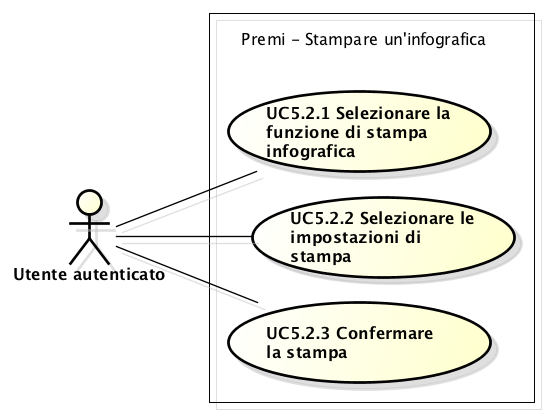 Premi - Stampare un'infografica
UC5.2.1 Selezionare la
funzione di stampa
infografica
UC5.2.2 Selezionare le
impostazioni di
stampa
Utente autenticato
UC5.2.3 Confermare
la stampa